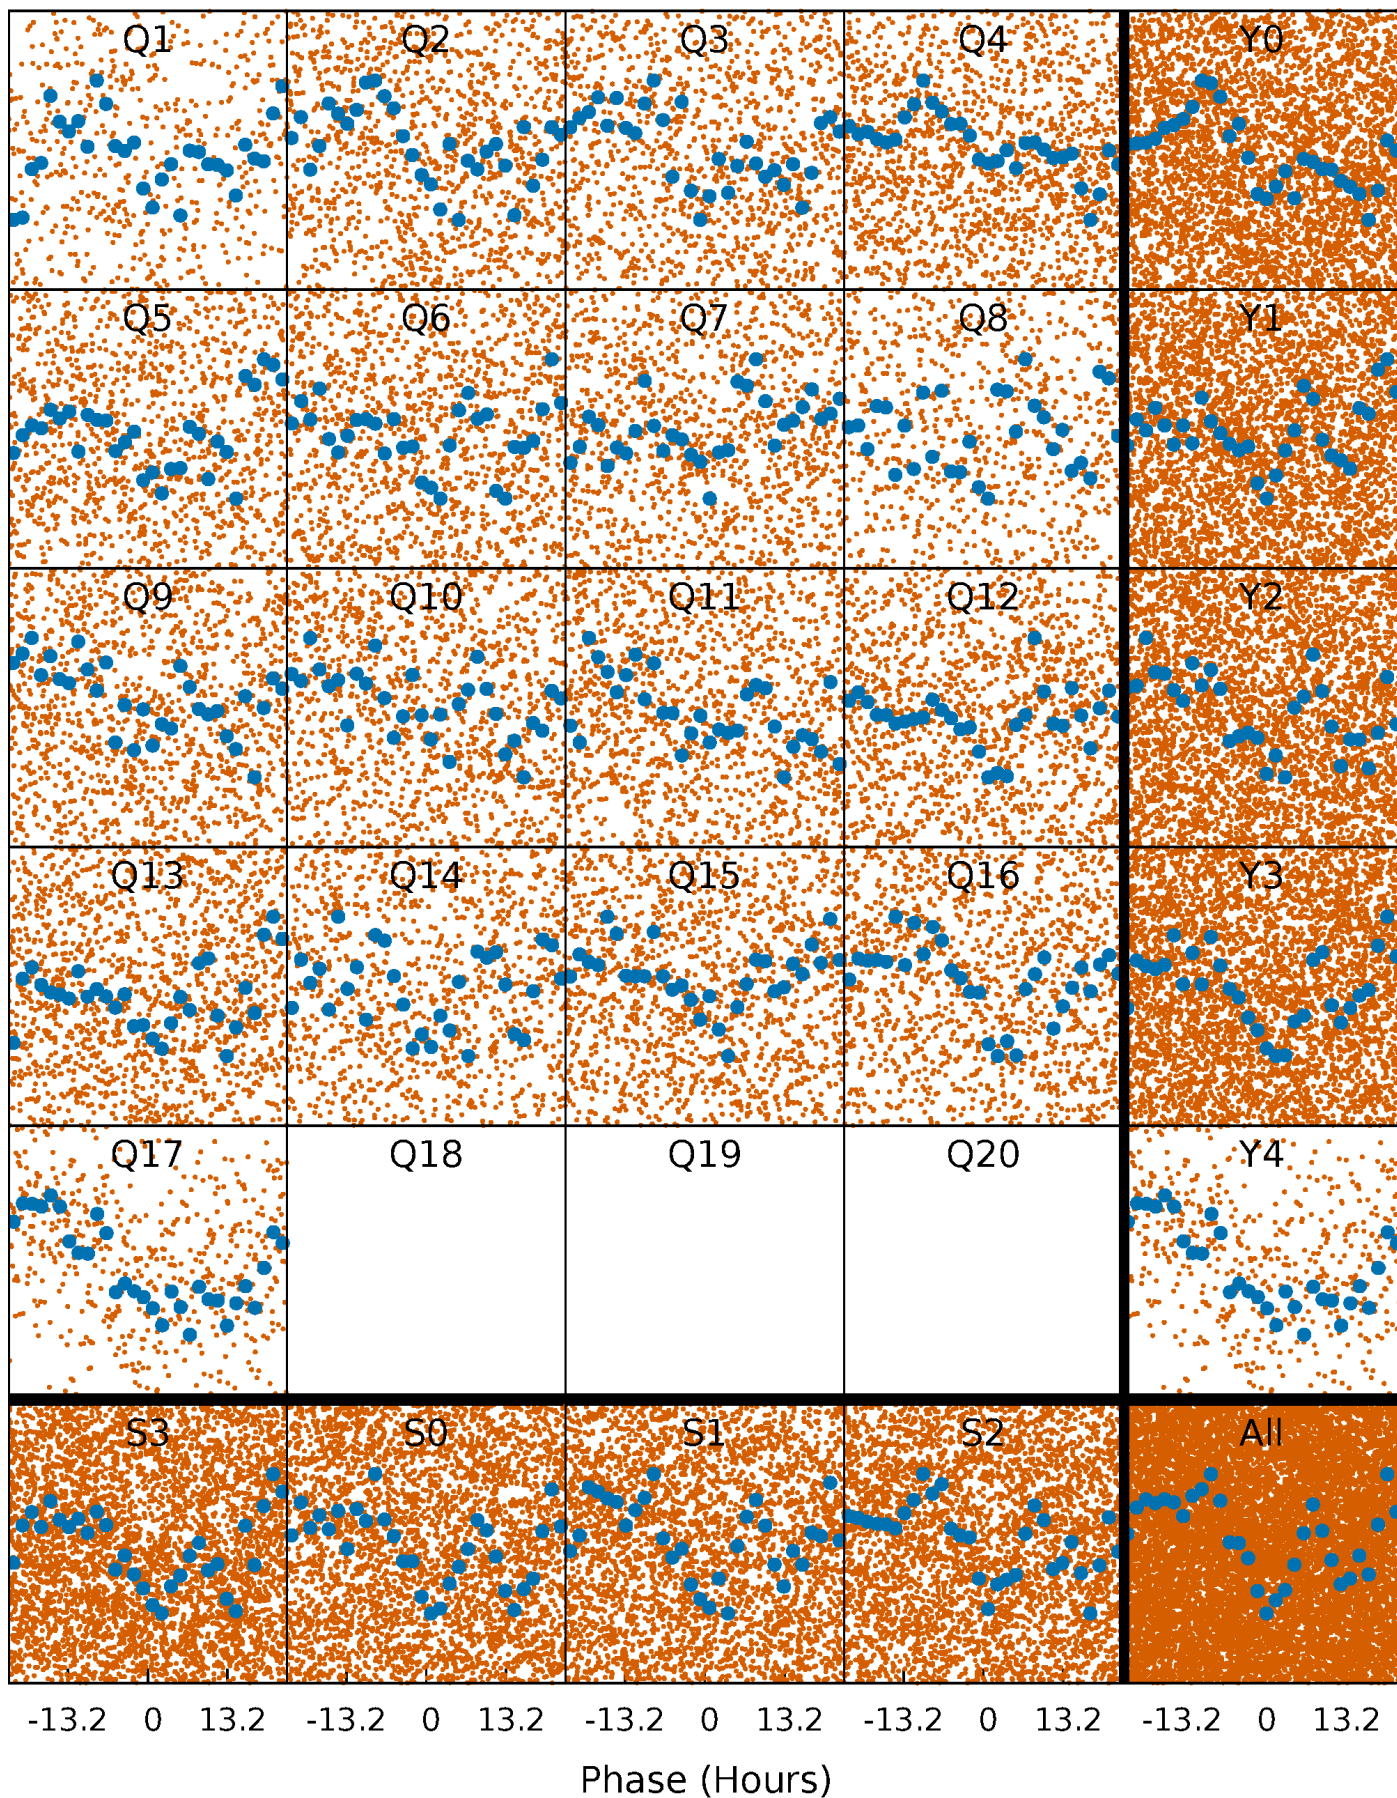 Q1 Q2 Q3 Q4 Y0
Q5 Q6 Q7 Q8 Y1
Q9 Q10 Q11 Q12 Y2
Q13 Q14 Q15 Q16 Y3
Q17 Q18 Q19 Q20 Y4
S3 S0 S1 S2 All
-13.2 0 13.2 -13.2 0 13.2 -13.2 0 13.2 -13.2 0 13.2 -13.2 0 13.2
Phase (Hours)